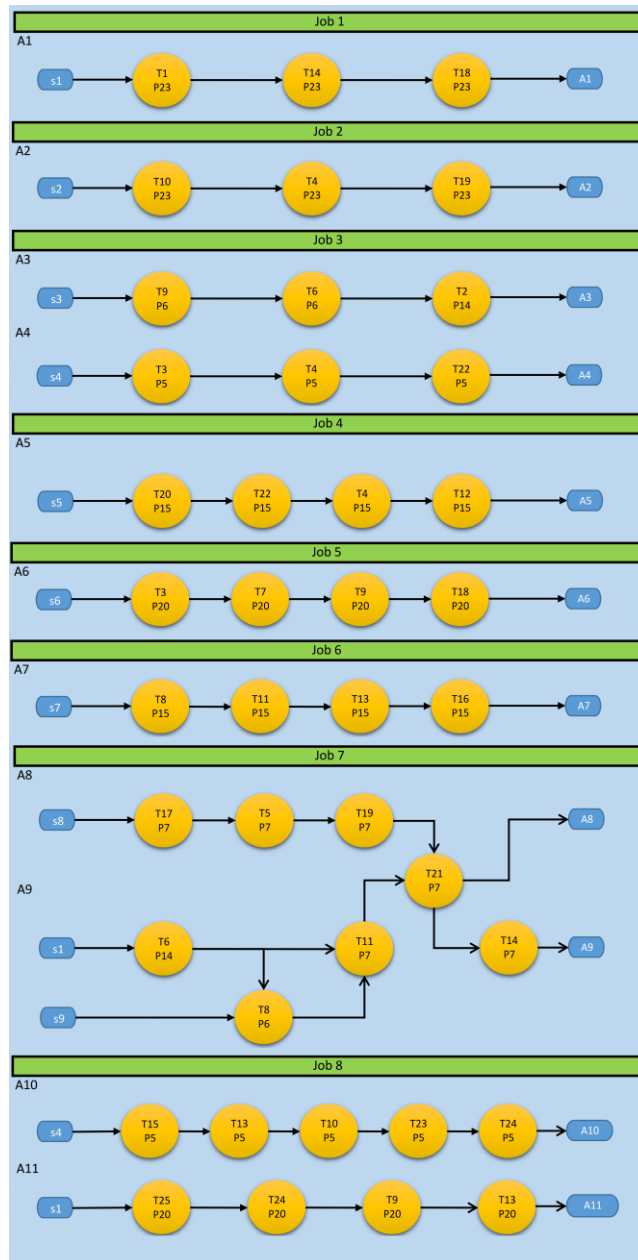 Job 1
A1
s1
T1
P23
T14
P23
T18
P23
A1
Job 2
A2
s2
T10
P23
T4
P23
T19
P23
A2
Job 3
A3
s3
T9
P6
T6
P6
T2
P14
A3
A4
s4
T3
P5
T4
P5
T22
P5
A4
Job 4
A5
s5
T20
P15
T22
P15
T4
P15
T12
P15
A5
Job 5
A6
s6
T3
P20
T7
P20
T9
P20
T18
P20
A6
Job 6
A7
s7
T8
P15
T11
P15
T13
P15
T16
P15
A7
Job 7
A8
s8
T17
P7
T5
P7
T19
P7
A8
T21
P7
A9
s1
T6
P14
T11
P7
T14
P7
A9
s9
T8
P6
Job 8
A10
s4
T15
P5
T13
P5
T10
P5
T23
P5
T24
P5
A10
A11
s1
T25
P20
T24
P20
T9
P20
T13
P20
A11